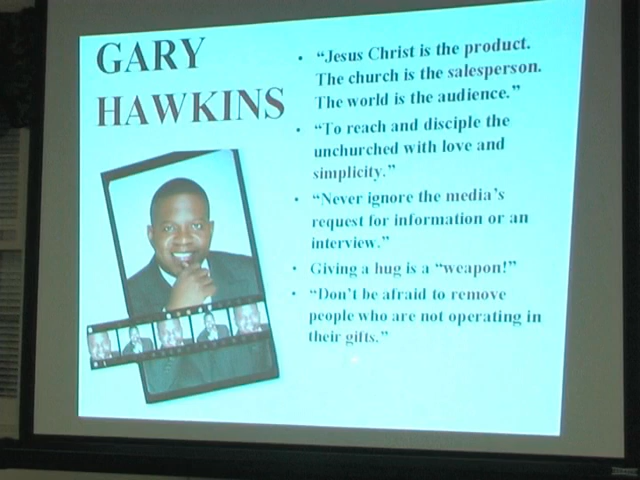 GARY
HAWKINS
• “Jesus Christ is the product.
The church is the salesperson.
The world is the audience.”
• “To reach and disciple the
unchurched with love and
simplicity.”
• “Never ignore the media’s
request for information or an
interview.”
• Giving a hug is a “weapon!”
• “Don’t be afraid to remove
people who are not operating in
their gifts.”